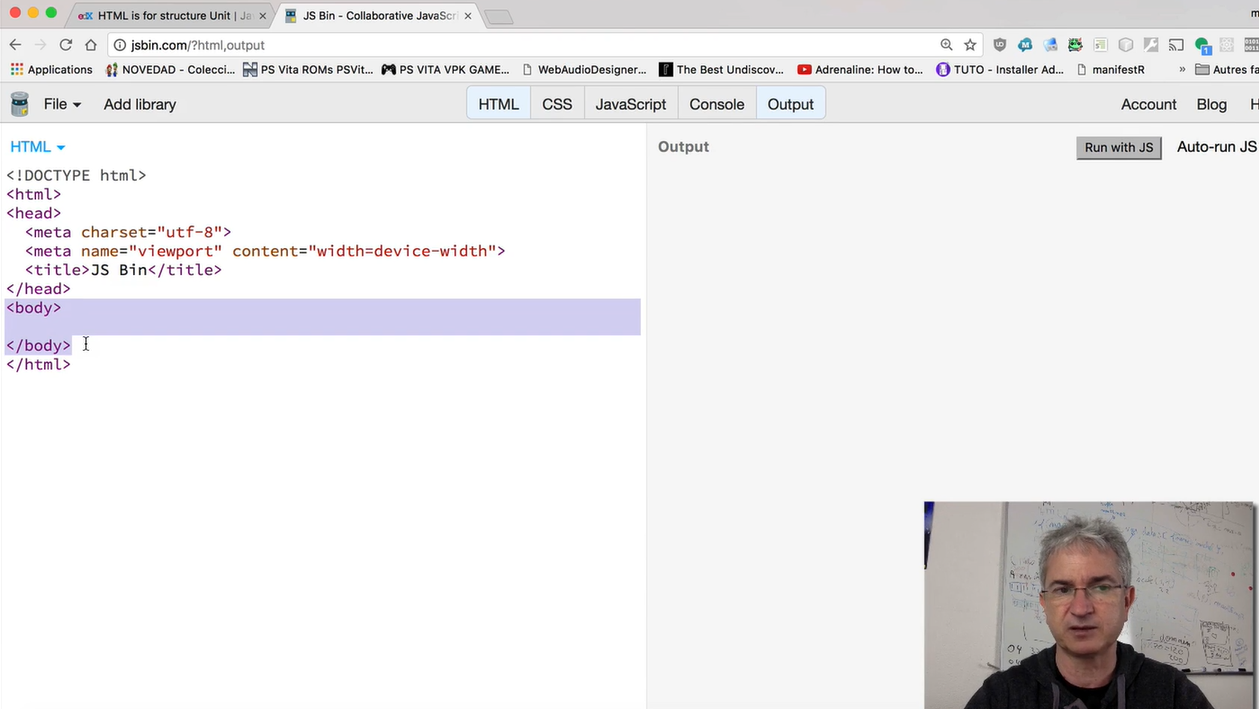 HTML is for structure Unit | Ja
JS Bin - Collaborative JavaScri
jsbin.com/?html,output
Applications NOVEDAD - Colecci... PS Vita ROMs PSVit... PS VITA VPK GAME... WebAudioDesigner... The Best Undiscov... Adrenaline: How to... TUTO - Installer Ad... manifestR » Autres fa
File Add library HTML CSS JavaScript Console Output Account Blog H
HTML
Output Run with JS Auto-run JS
<!DOCTYPE html>
<html>
<head>
<meta charset="utf-8">
<meta name="viewport" content="width=device-width">
<title>JS Bin</title>
</head>
<body>
</body>
</html>